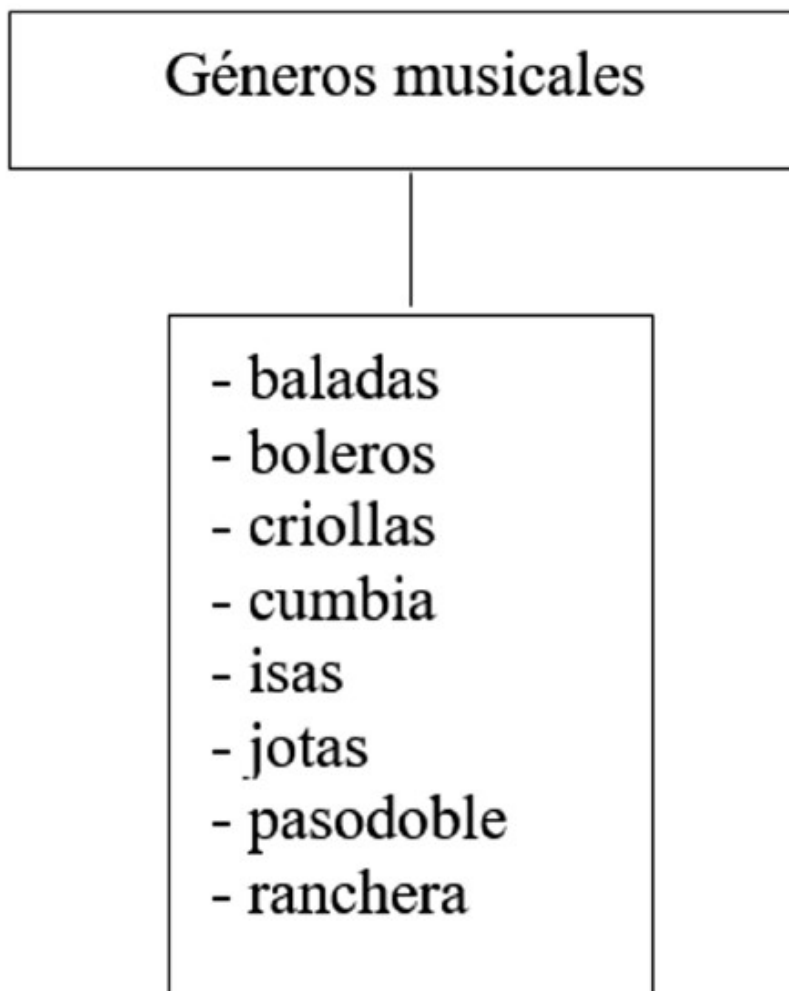 Géneros musicales
- baladas
- boleros
- criollas
- cumbia
- isas
- jotas
- pasodoble
- ranchera